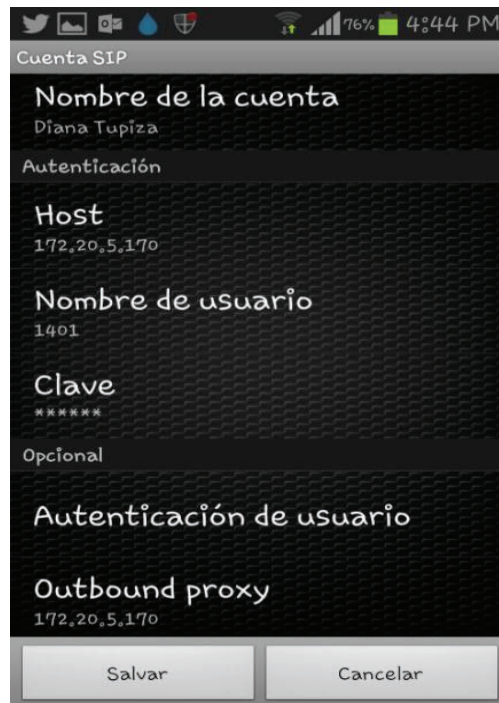 76% 4:44 PM
Cuenta SIP
Nombre de la cuenta
Diana Tupiza
Autenticación
Host
172.20.5.170
Nombre de usuario
1401
Clave
******
Opcional
Autenticación de usuario
Outbound proxy
172.20.5.170
Salvar
Cancelar